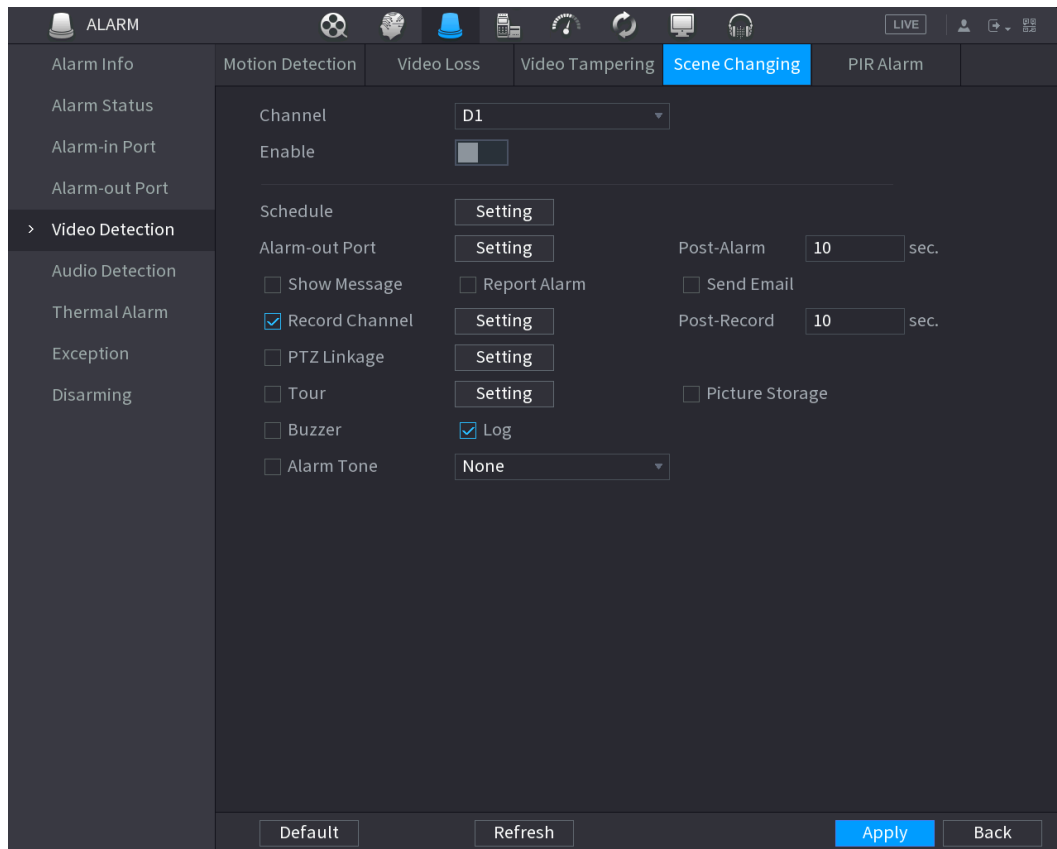 ALARM LIVE
Alarm Info
Alarm Status
Alarm-in Port
Alarm-out Port
> Video Detection
Audio Detection
Thermal Alarm
Exception
Disarming
Motion Detection Video Loss Video Tampering Scene Changing PIR Alarm
Channel D1
Enable
Schedule Setting
Alarm-out Port Setting Post-Alarm 10 sec.
Show Message Report Alarm Send Email
Record Channel Setting Post-Record 10 sec.
PTZ Linkage Setting
Tour Setting Picture Storage
Buzzer Log
Alarm Tone None
Default Refresh Apply Back